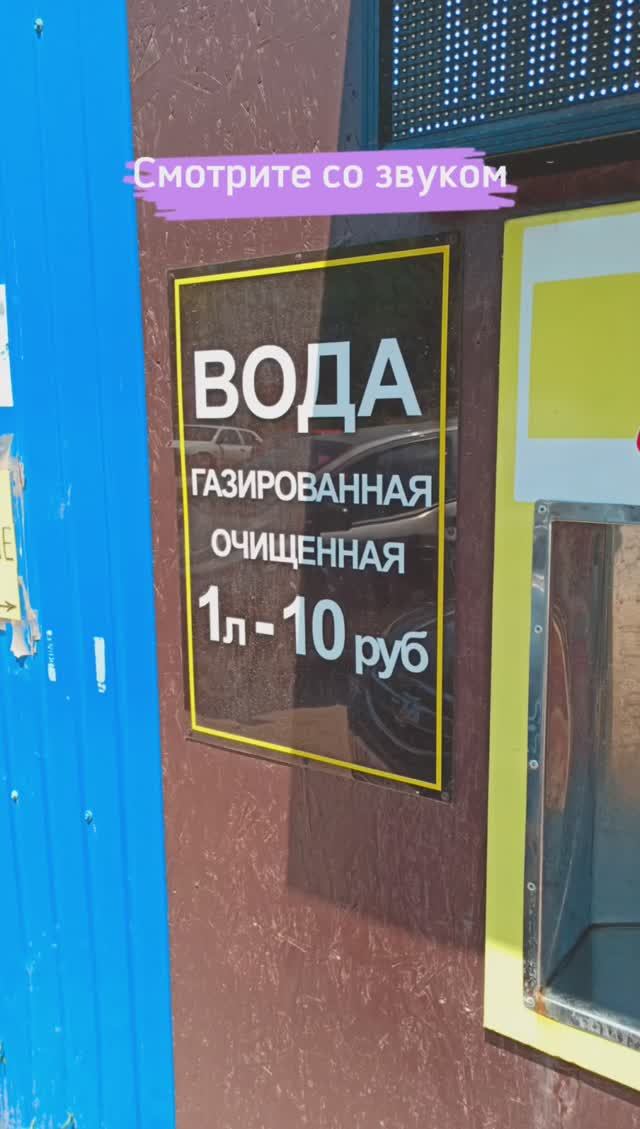 Смотрите со звуком
ВОДА
ГАЗИРОВАННАЯ
ОЧИЩЕННАЯ
1л - 10 руб